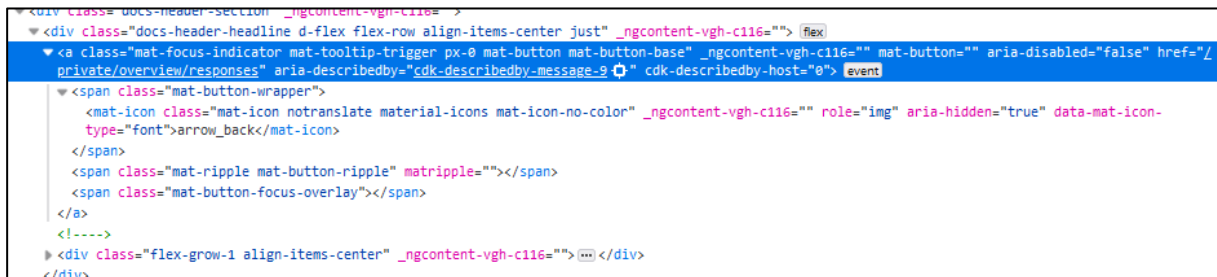 <div class="docs-header-section" _ngcontent-vgh-c116="">
<div class="docs-header-headline d-flex flex-row align-items-center just" _ngcontent-vgh-c116=""> flex
<a class="mat-focus-indicator mat-tooltip-trigger px-0 mat-button mat-button-base" _ngcontent-vgh-c116="" mat-button="" aria-disabled="false" href="/
private/overview/responses" aria-describedby="cdk-describedby-message-9" cdk-describedby-host="0"> event
<span class="mat-button-wrapper">
<mat-icon class="mat-icon notranslate material-icons mat-icon-no-color" _ngcontent-vgh-c116="" role="img" aria-hidden="true" data-mat-icon-
type="font">arrow_back</mat-icon>
</span>
<span class="mat-ripple mat-button-ripple" matripple=""></span>
<span class="mat-button-focus-overlay"></span>
</a>
<!---->
<div class="flex-grow-1 align-items-center" _ngcontent-vgh-c116="">…</div>
</div>